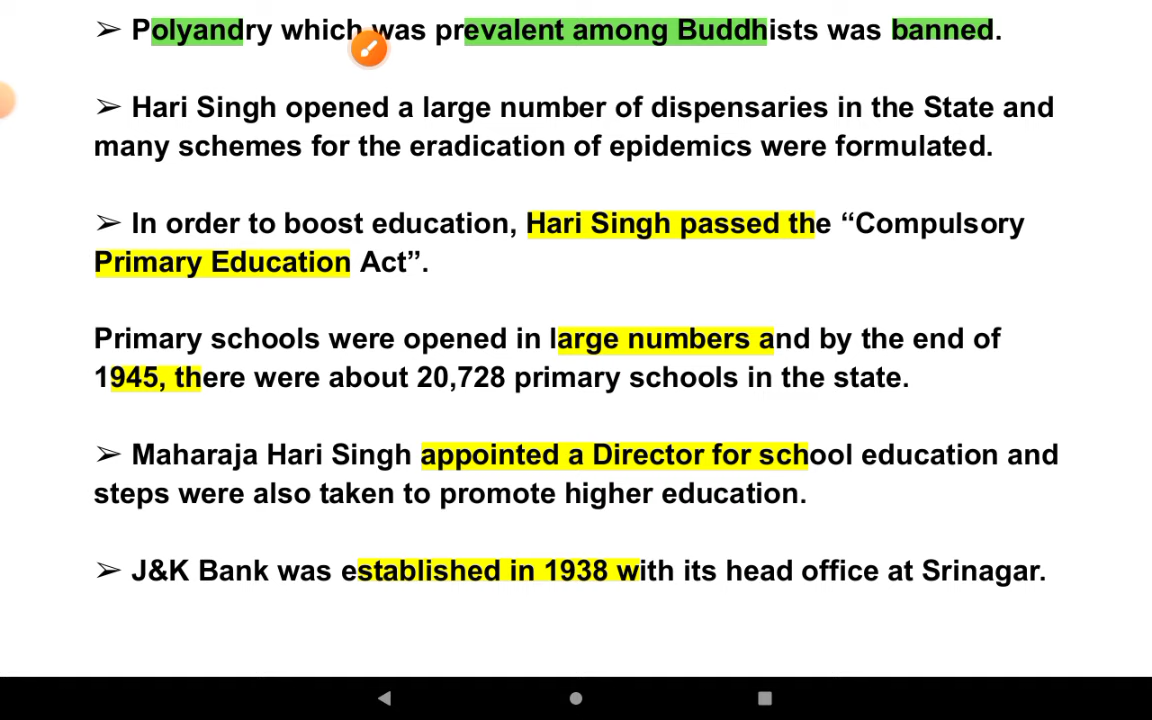 ➢ Polyandry which was prevalent among Buddhists was banned.
➢ Hari Singh opened a large number of dispensaries in the State and
many schemes for the eradication of epidemics were formulated.
➢ In order to boost education, Hari Singh passed the “Compulsory
Primary Education Act”.
Primary schools were opened in large numbers and by the end of
1945, there were about 20,728 primary schools in the state.
➢ Maharaja Hari Singh appointed a Director for school education and
steps were also taken to promote higher education.
➢ J&K Bank was established in 1938 with its head office at Srinagar.